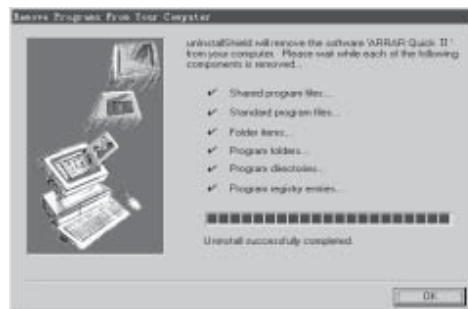 Remove Programs From Your Computer
unInstallShield will remove the software 'ARRAR Quick II'
from your computer. Please wait while each of the following
components is removed...
✔ Shared program files...
✔ Standard program files...
✔ Folder items...
✔ Program folders...
✔ Program directories...
✔ Program registry entries...
Uninstall successfully completed.
OK